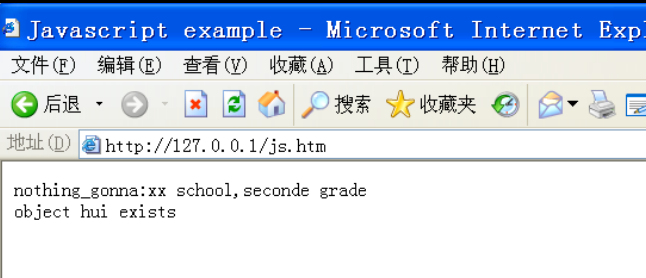 Javascript example - Microsoft Internet Expl
文件(F) 编辑(E) 查看(V) 收藏(A) 工具(T) 帮助(H)
后退 搜索 收藏夹
地址(D) http://127.0.0.1/js.htm
nothing_gonna:xx school,seconde grade
object hui exists